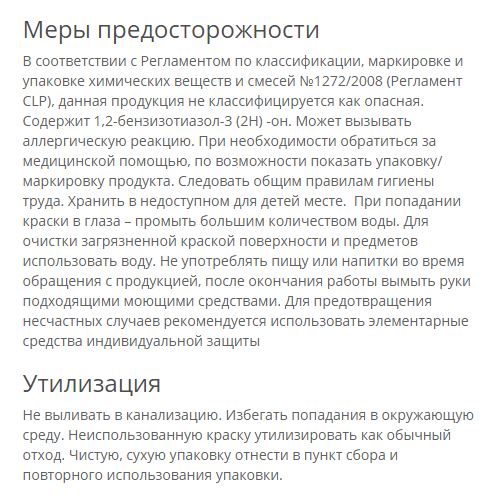 Меры предосторожности
В соответствии с Регламентом по классификации, маркировке и
упаковке химических веществ и смесей №1272/2008 (Регламент
CLP), данная продукция не классифицируется как опасная.
Содержит 1,2-бензизотиазол-3 (2H) -он. Может вызывать
аллергическую реакцию. При необходимости обратиться за
медицинской помощью, по возможности показать упаковку/
маркировку продукта. Следовать общим правилам гигиены
труда. Хранить в недоступном для детей месте.  При попадании
краски в глаза – промыть большим количеством воды. Для
очистки загрязненной краской поверхности и предметов
использовать воду. Не употреблять пищу или напитки во время
обращения с продукцией, после окончания работы вымыть руки
подходящими моющими средствами. Для предотвращения
несчастных случаев рекомендуется использовать элементарные
средства индивидуальной защиты
Утилизация
Не выливать в канализацию. Избегать попадания в окружающую
среду. Неиспользованную краску утилизировать как обычный
отход. Чистую, сухую упаковку отнести в пункт сбора и
повторного использования упаковки.